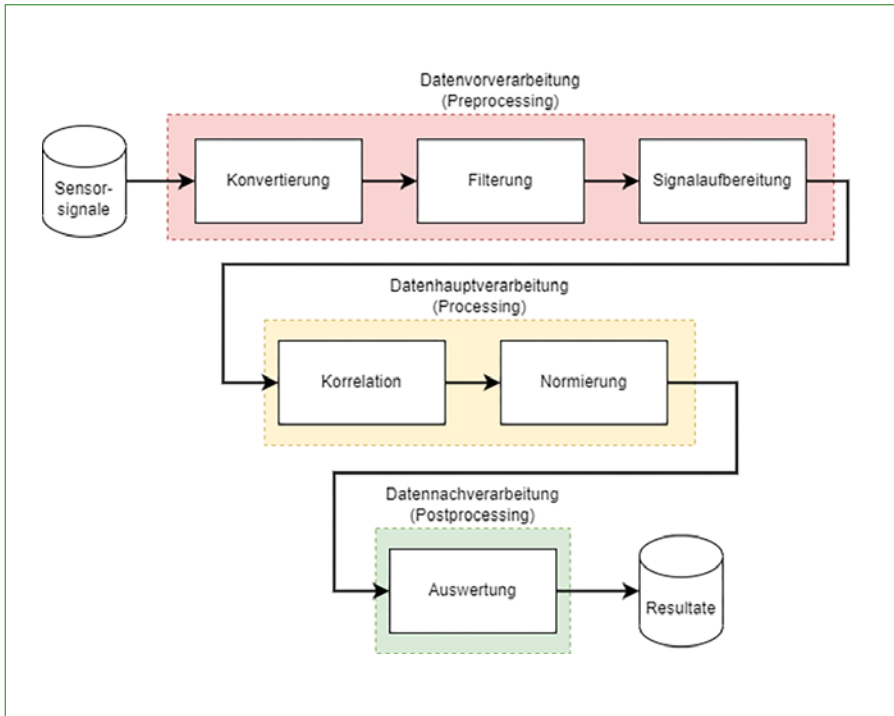 Datenvorverarbeitung
(Preprocessing)
Sensor-
signale
Konvertierung
Filterung
Signalaufbereitung
Datenhauptverarbeitung
(Processing)
Korrelation
Normierung
Datennachverarbeitung
(Postprocessing)
Auswertung
Resultate